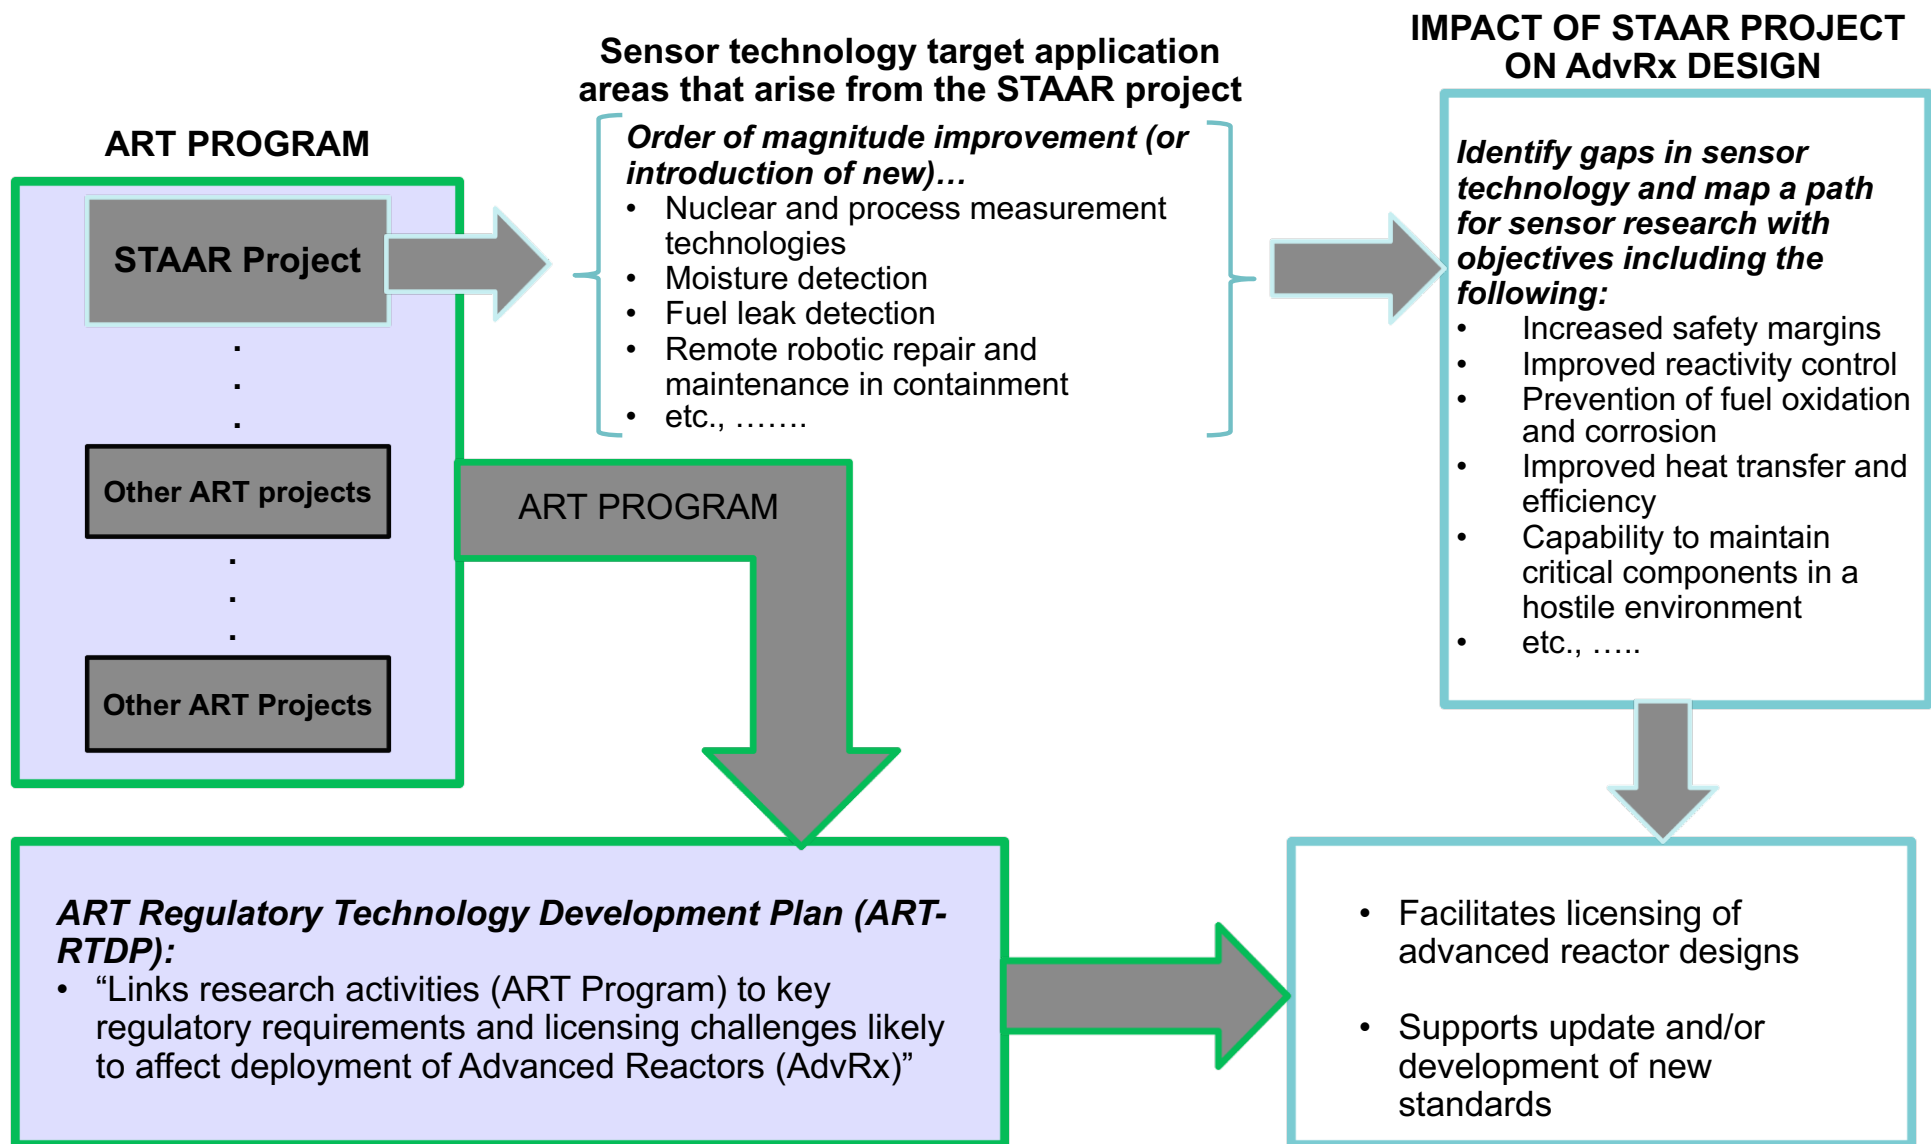 ART PROGRAM
STAAR Project
.
.
.
Other ART projects
.
.
.
Other ART Projects
Sensor technology target application
areas that arise from the STAAR project
Order of magnitude improvement (or
introduction of new)…
• Nuclear and process measurement
technologies
• Moisture detection
• Fuel leak detection
• Remote robotic repair and
maintenance in containment
• etc., …….
IMPACT OF STAAR PROJECT
ON AdvRx DESIGN
Identify gaps in sensor
technology and map a path
for sensor research with
objectives including the
following:
• Increased safety margins
• Improved reactivity control
• Prevention of fuel oxidation
and corrosion
• Improved heat transfer and
efficiency
• Capability to maintain
critical components in a
hostile environment
• etc., …..
ART PROGRAM
ART Regulatory Technology Development Plan (ART-
RTDP):
• “Links research activities (ART Program) to key
regulatory requirements and licensing challenges likely
to affect deployment of Advanced Reactors (AdvRx)”
• Facilitates licensing of
advanced reactor designs
• Supports update and/or
development of new
standards